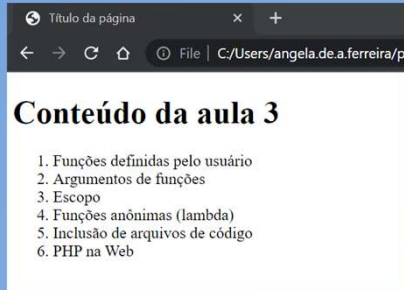 Título da página
File | C:/Users/angela.de.a.ferreira/p
Conteúdo da aula 3
1. Funções definidas pelo usuário
2. Argumentos de funções
3. Escopo
4. Funções anônimas (lambda)
5. Inclusão de arquivos de código
6. PHP na Web